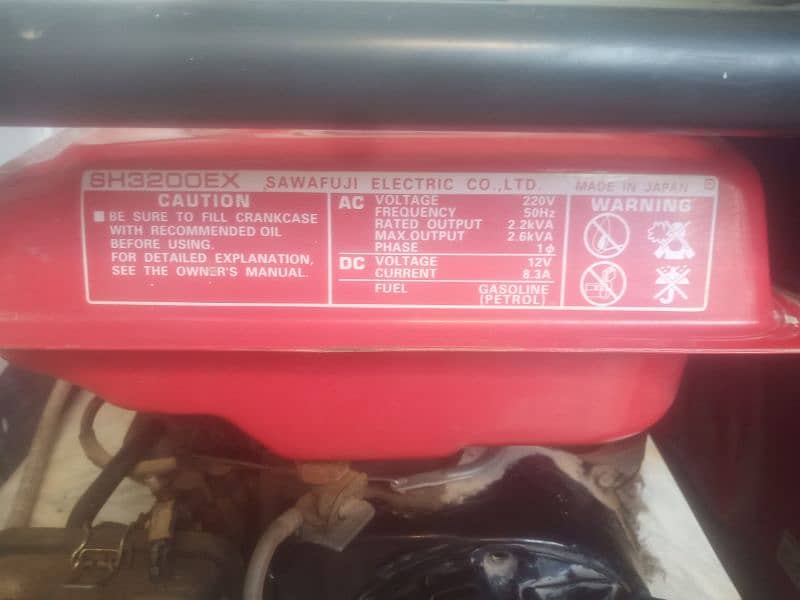 SH3200EX SAWAFUJI ELECTRIC CO.,LTD. MADE IN JAPAN
CAUTION
■ BE SURE TO FILL CRANKCASE
WITH RECOMMENDED OIL
BEFORE USING.
FOR DETAILED EXPLANATION,
SEE THE OWNER'S MANUAL.
AC VOLTAGE 220V
FREQUENCY 50Hz
RATED OUTPUT 2.2kVA
MAX.OUTPUT 2.6kVA
PHASE 1ø
DC VOLTAGE 12V
CURRENT 8.3A
FUEL GASOLINE
(PETROL)
WARNING